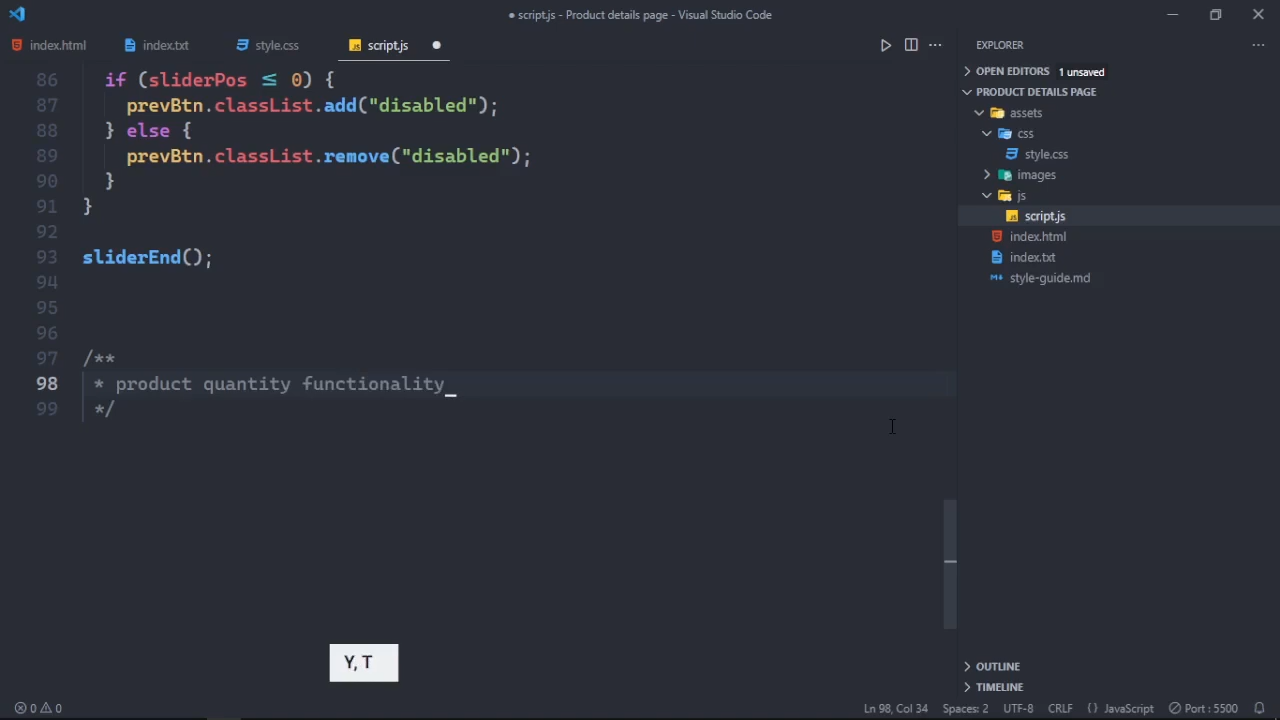 ● script.js - Product details page - Visual Studio Code
index.html
index.txt
style.css
script.js
86 if (sliderPos ≤ 0) {
87 prevBtn.classList.add("disabled");
88 } else {
89 prevBtn.classList.remove("disabled");
90 }
91 }
92
93 sliderEnd();
94
95
96
97 /**
98 * product quantity functionality_
99 */
Y, T
EXPLORER
OPEN EDITORS 1 unsaved
PRODUCT DETAILS PAGE
assets
css
style.css
images
js
script.js
index.html
index.txt
style-guide.md
OUTLINE
TIMELINE
0 0
Ln 98, Col 34 Spaces: 2 UTF-8 CRLF {} JavaScript Port : 5500